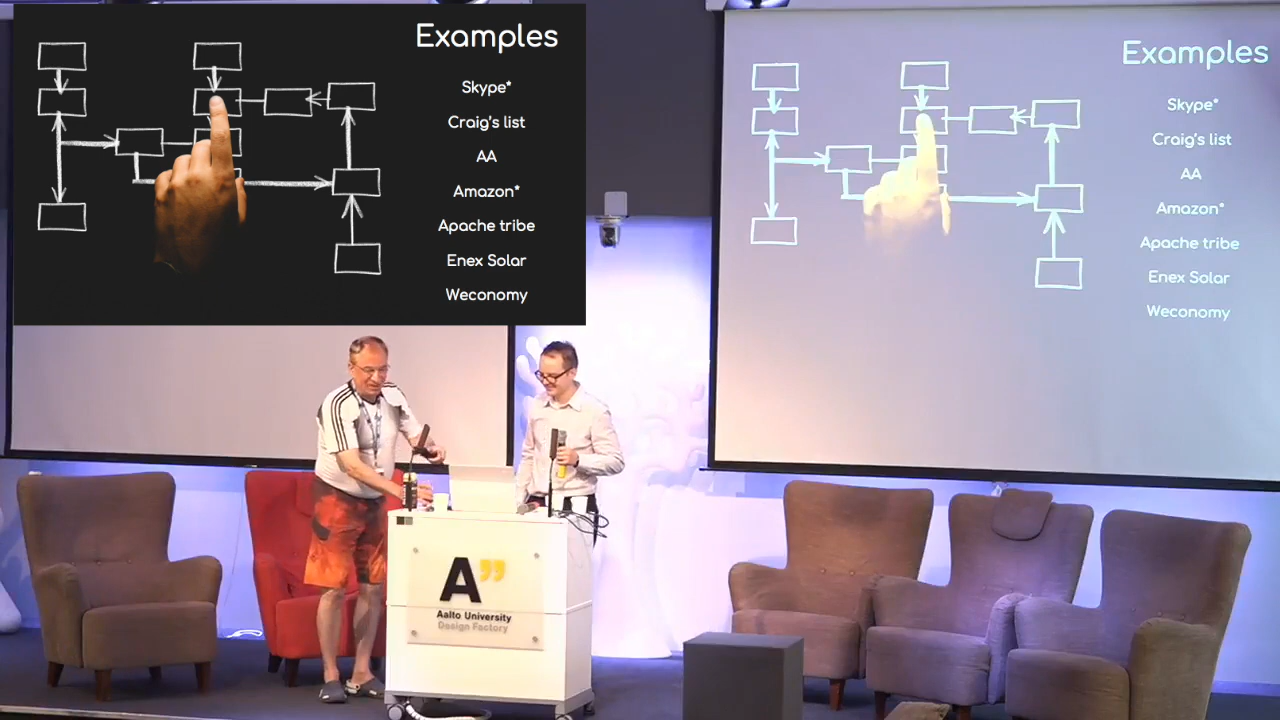 Examples
Skype*
Craig's list
AA
Amazon*
Apache tribe
Enex Solar
Weconomy
Examples
Skype*
Craig's list
AA
Amazon*
Apache tribe
Enex Solar
Weconomy
A”
Aalto University
Design Factory